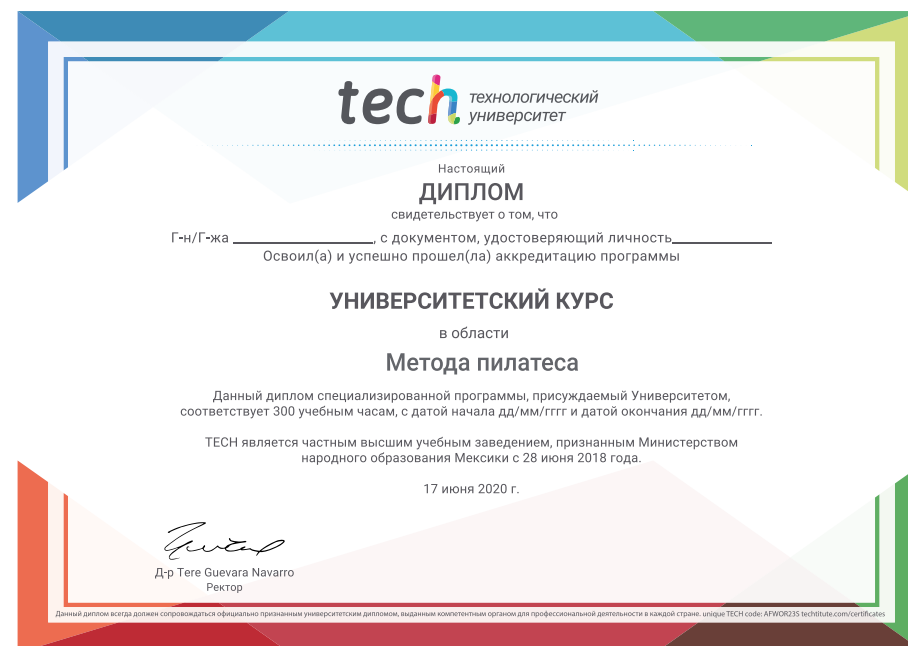 tech технологический
университет
Настоящий
ДИПЛОМ
свидетельствует о том, что
Г-н/Г-жа ____________________, с документом, удостоверяющий личность______________
Освоил(а) и успешно прошел(ла) аккредитацию программы
УНИВЕРСИТЕТСКИЙ КУРС
в области
Метода пилатеса
Данный диплом специализированной программы, присуждаемый Университетом,
соответствует 300 учебным часам, с датой начала дд/мм/гггг и датой окончания дд/мм/гггг.
TECH является частным высшим учебным заведением, признанным Министерством
народного образования Мексики с 28 июня 2018 года.
17 июня 2020 г.
Д-р Tere Guevara Navarro
Ректор
Данный диплом всегда должен сопровождаться официально признанным университетским дипломом, выданным компетентным органом для профессиональной деятельности в каждой стране. unique TECH code: AFWOR23S techtitute.com/certificates